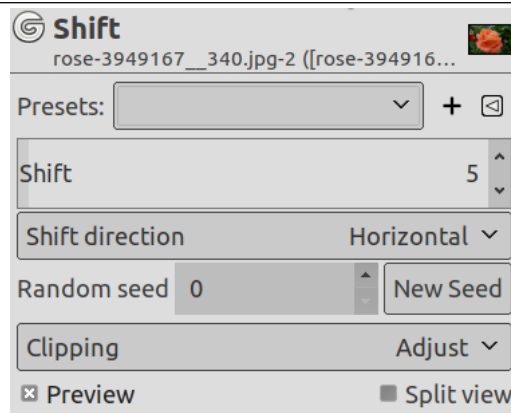 Shift
rose-3949167__340.jpg-2 ([rose-394916...
Presets:
Shift 5
Shift direction Horizontal
Random seed 0 New Seed
Clipping Adjust
Preview Split view